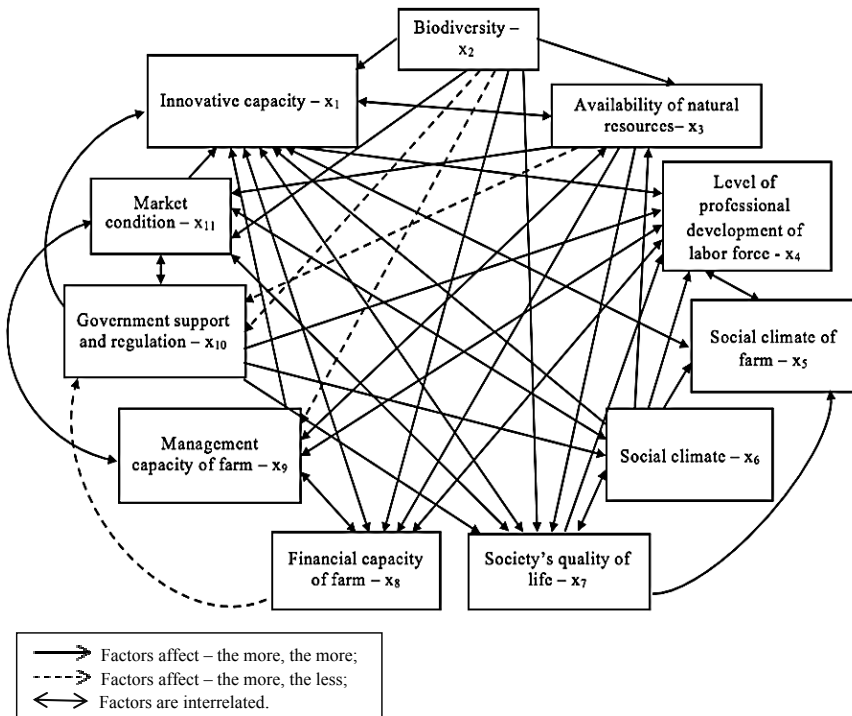 Biodiversity –
x₂
Innovative capacity – x₁
Availability of natural
resources– x₃
Market
condition – x₁₁
Level of
professional
development of
labor force - x₄
Government support
and regulation – x₁₀
Social climate of
farm – x₅
Management
capacity of farm – x₉
Social climate – x₆
Financial capacity
of farm – x₈
Society's quality of
life – x₇
Factors affect – the more, the more;
Factors affect – the more, the less;
Factors are interrelated.